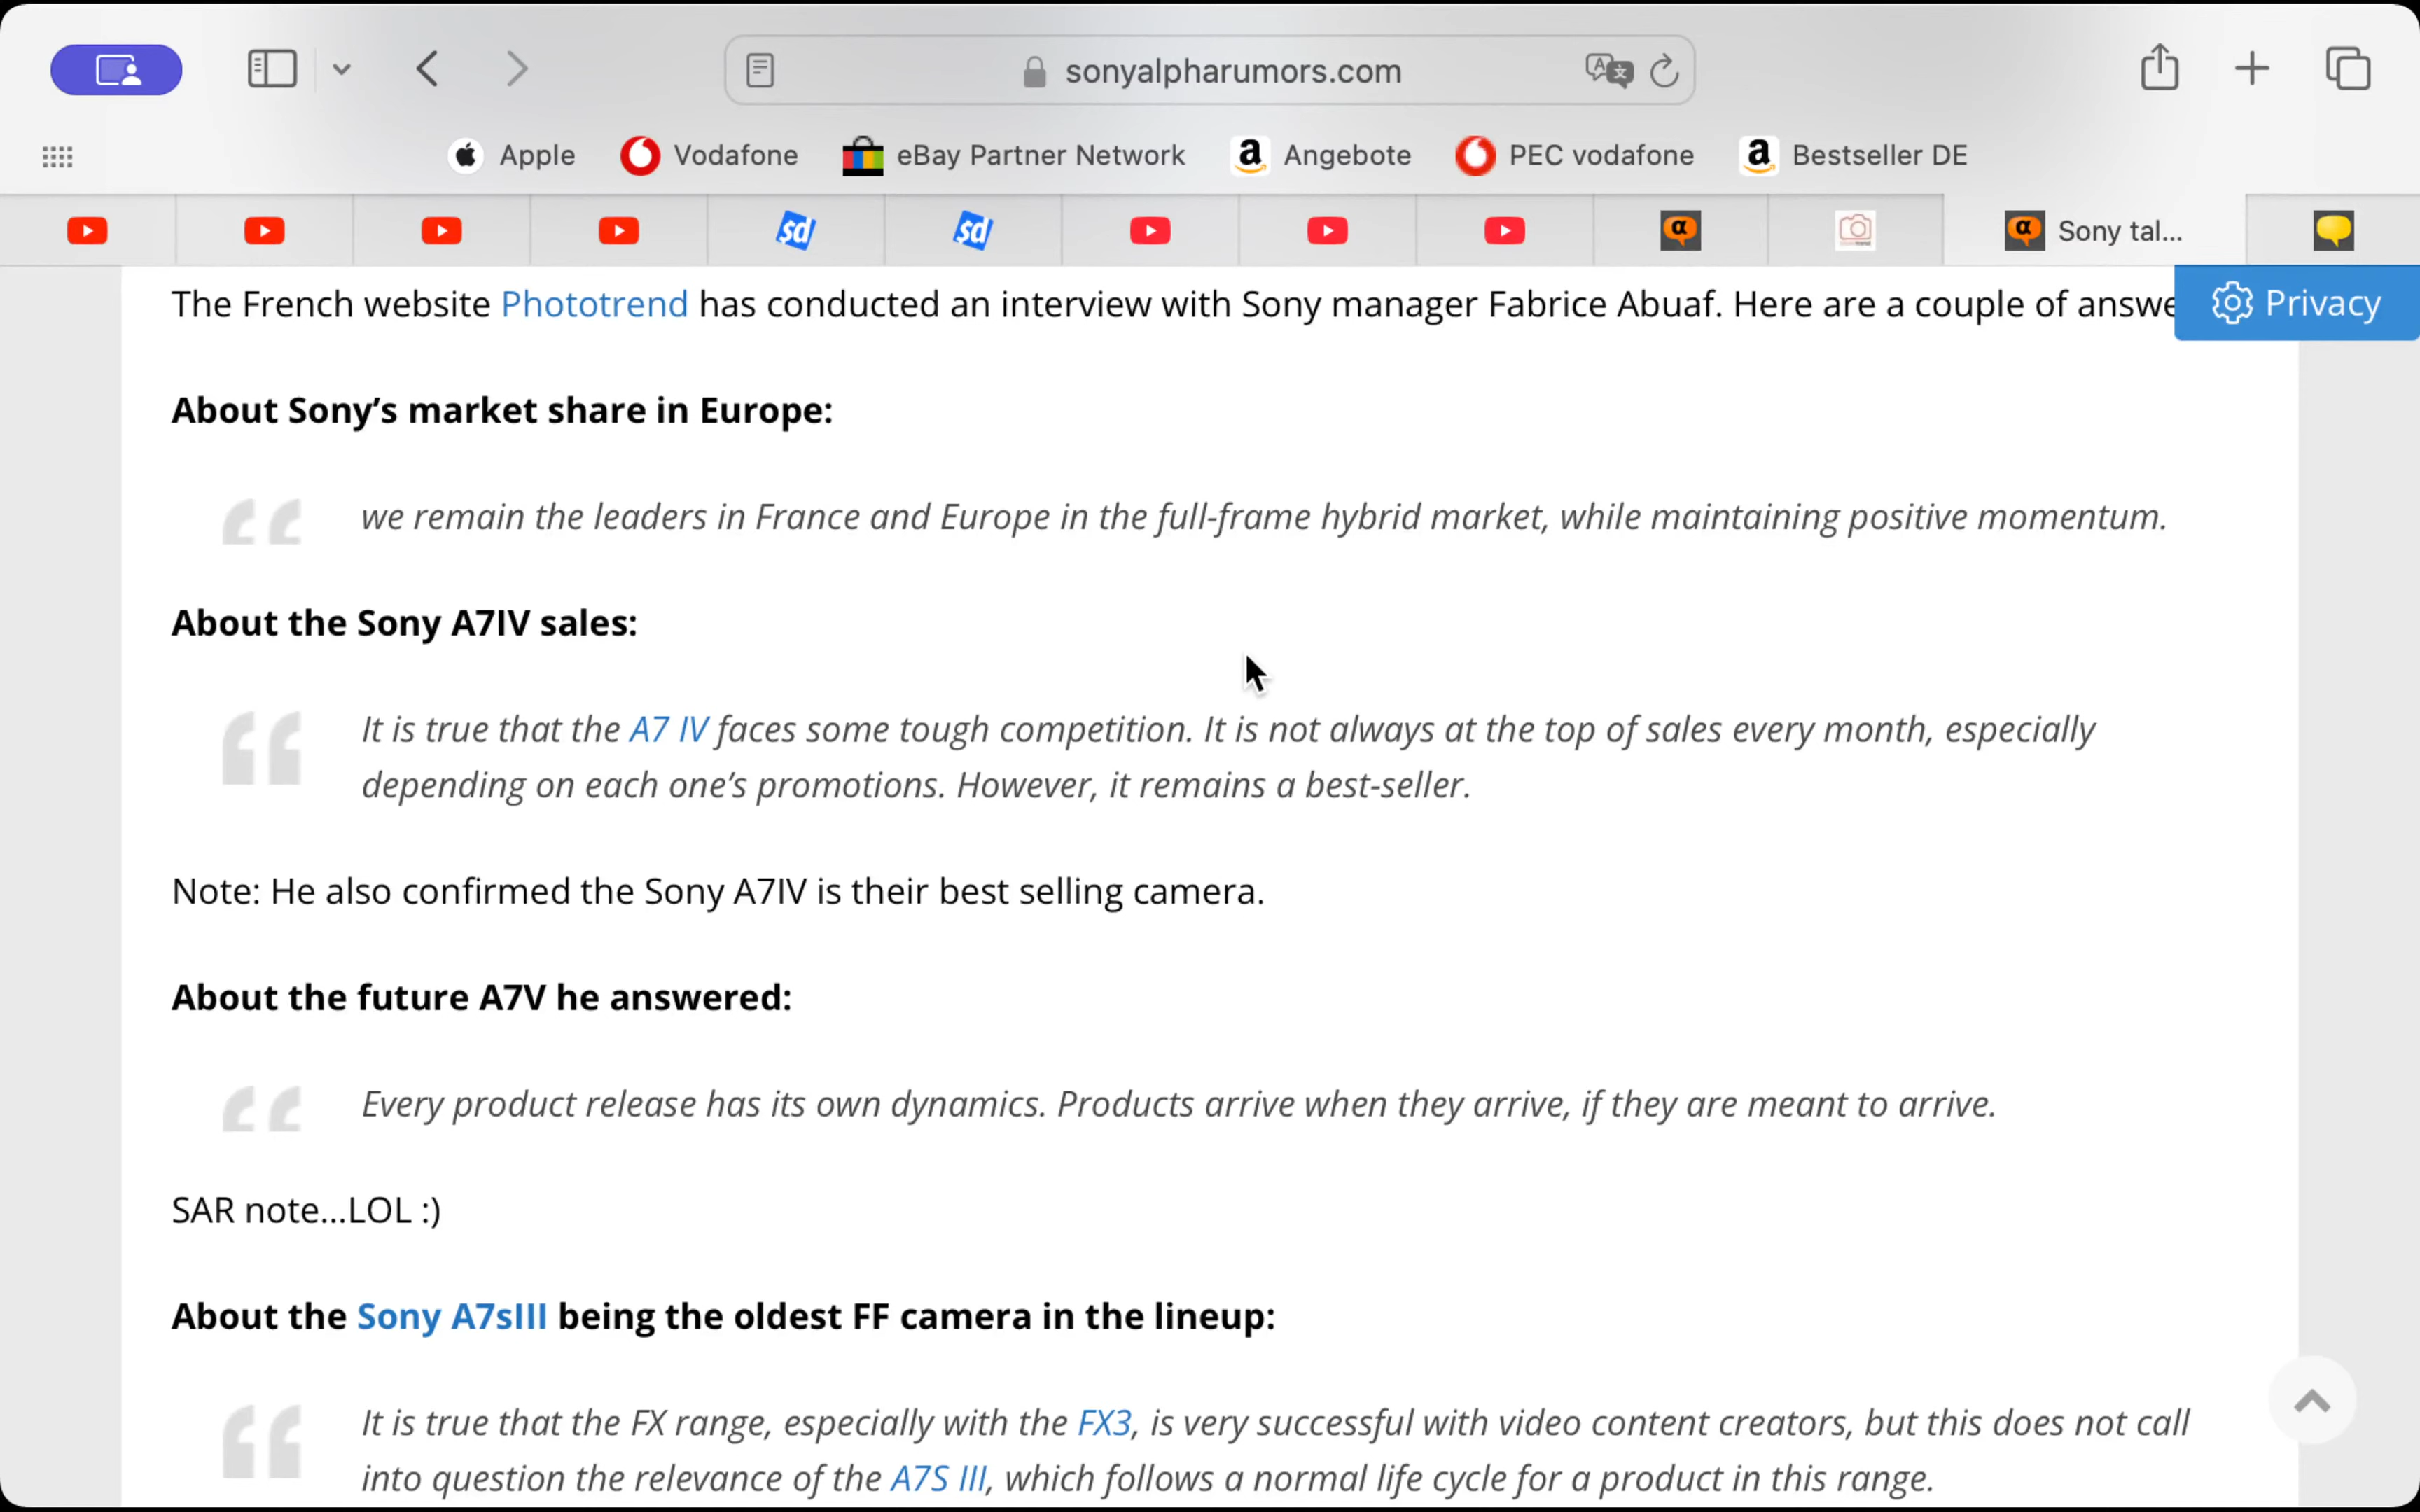 sonyalpharumors.com
Apple
Vodafone
eBay Partner Network
a Angebote
PEC vodafone
a Bestseller DE
sd
sd
α
α Sony tal...
The French website Phototrend has conducted an interview with Sony manager Fabrice Abuaf. Here are a couple of answe
Privacy
About Sony’s market share in Europe:
we remain the leaders in France and Europe in the full-frame hybrid market, while maintaining positive momentum.
About the Sony A7IV sales:
It is true that the A7 IV faces some tough competition. It is not always at the top of sales every month, especially
depending on each one’s promotions. However, it remains a best-seller.
Note: He also confirmed the Sony A7IV is their best selling camera.
About the future A7V he answered:
Every product release has its own dynamics. Products arrive when they arrive, if they are meant to arrive.
SAR note...LOL :)
About the Sony A7sIII being the oldest FF camera in the lineup:
It is true that the FX range, especially with the FX3, is very successful with video content creators, but this does not call
into question the relevance of the A7S III, which follows a normal life cycle for a product in this range.